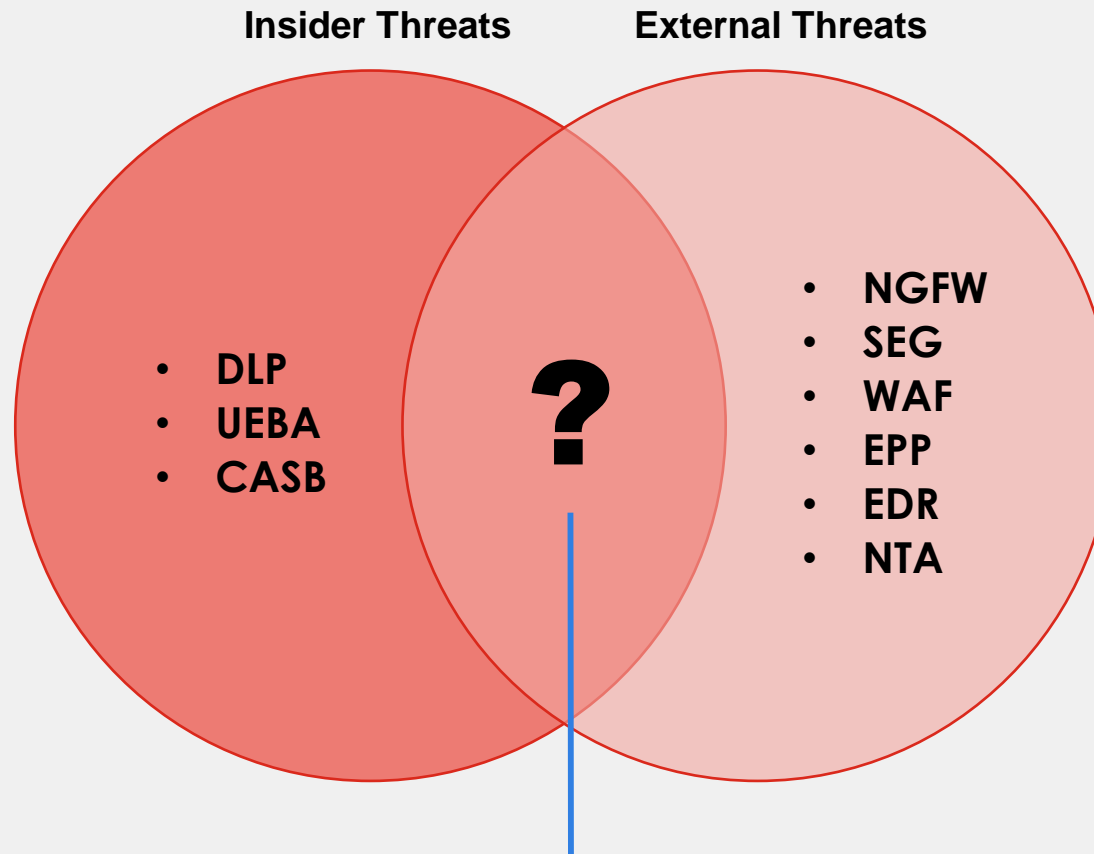 Insider Threats
External Threats
• DLP
• UEBA
• CASB
?
• NGFW
• SEG
• WAF
• EPP
• EDR
• NTA